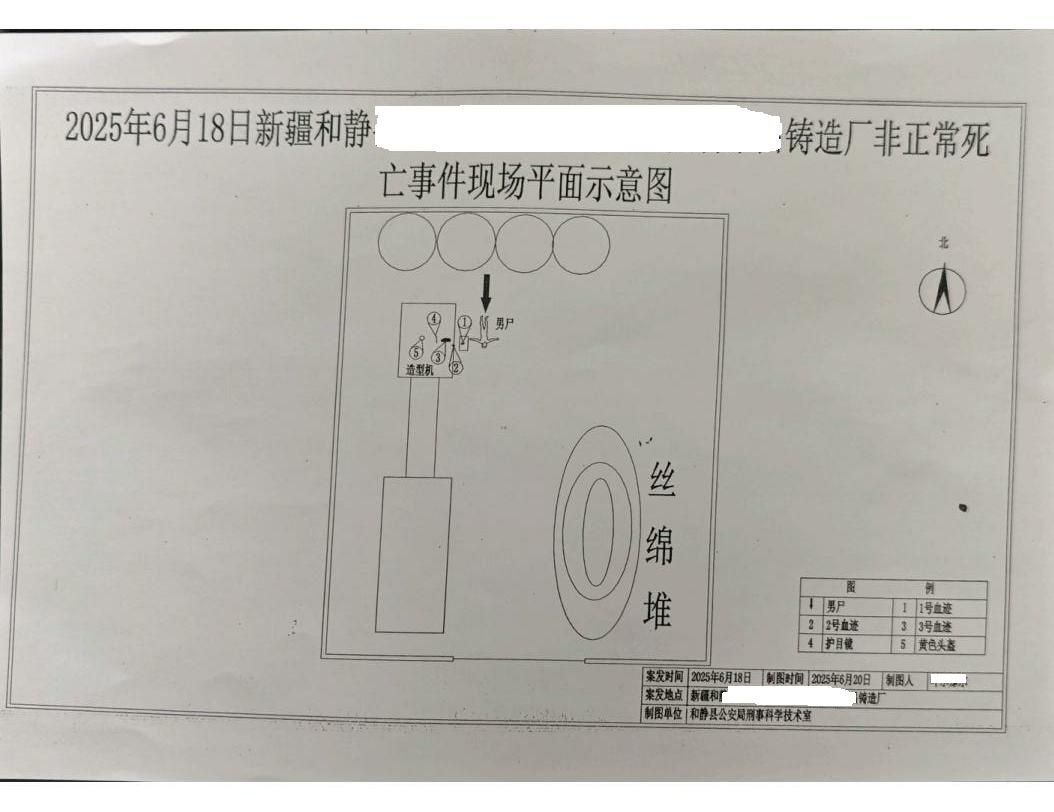 2025年6月18日新疆和静 铸造厂非正常死
亡事件现场平面示意图
北
男尸
1
4
5
3
2
造型机
丝
绵
堆
图 例
男尸 1 1号血迹
2 2号血迹 3 3号血迹
4 护目镜 5 黄色头盔
案发时间 2025年6月18日 制图时间 2025年6月20日 制图人
案发地点 新疆和 铸造厂
制图单位 和静县公安局刑事科学技术室